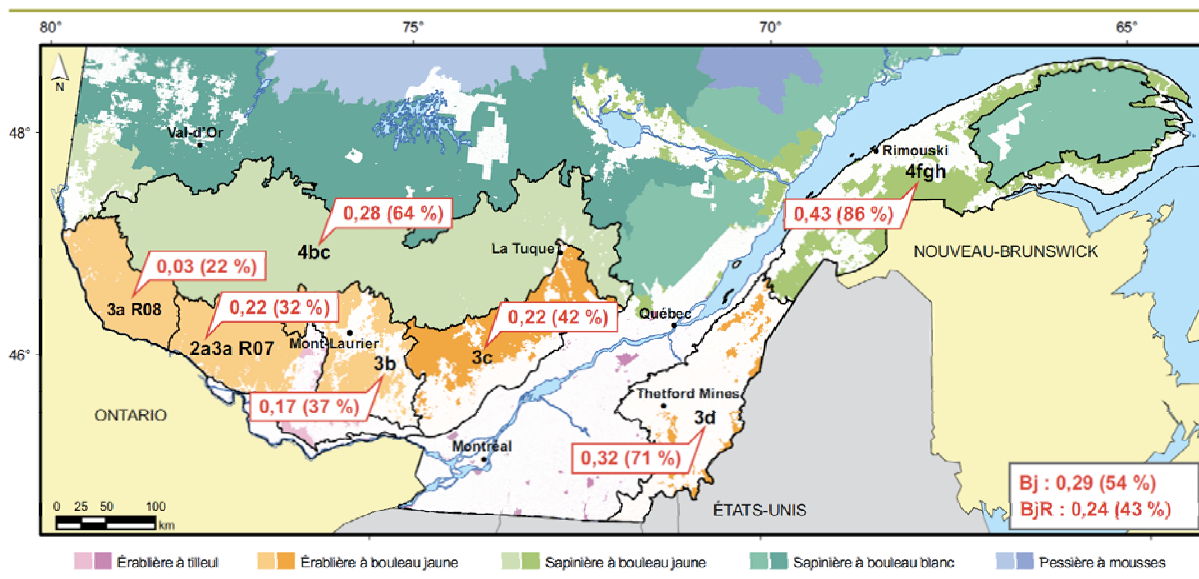 80° 75° 70° 65°
N
48°
Val-d'Or
Rimouski
4fgh
0,28 (64 %)
0,43 (86 %)
4bc
La Tuque
NOUVEAU-BRUNSWICK
0,03 (22 %)
3a R08
0,22 (32 %)
0,22 (42 %)
Québec
2a3a R07
Mont-Laurier
46°
3b
3c
0,17 (37 %)
Thetford Mines
3d
ONTARIO
Montréal
0,32 (71 %)
Bj : 0,29 (54 %)
BjR : 0,24 (43 %)
0 25 50 100
km
ÉTATS-UNIS
Érablière à tilleul
Érablière à bouleau jaune
Sapinière à bouleau jaune
Sapinière à bouleau blanc
Pessière à mousses